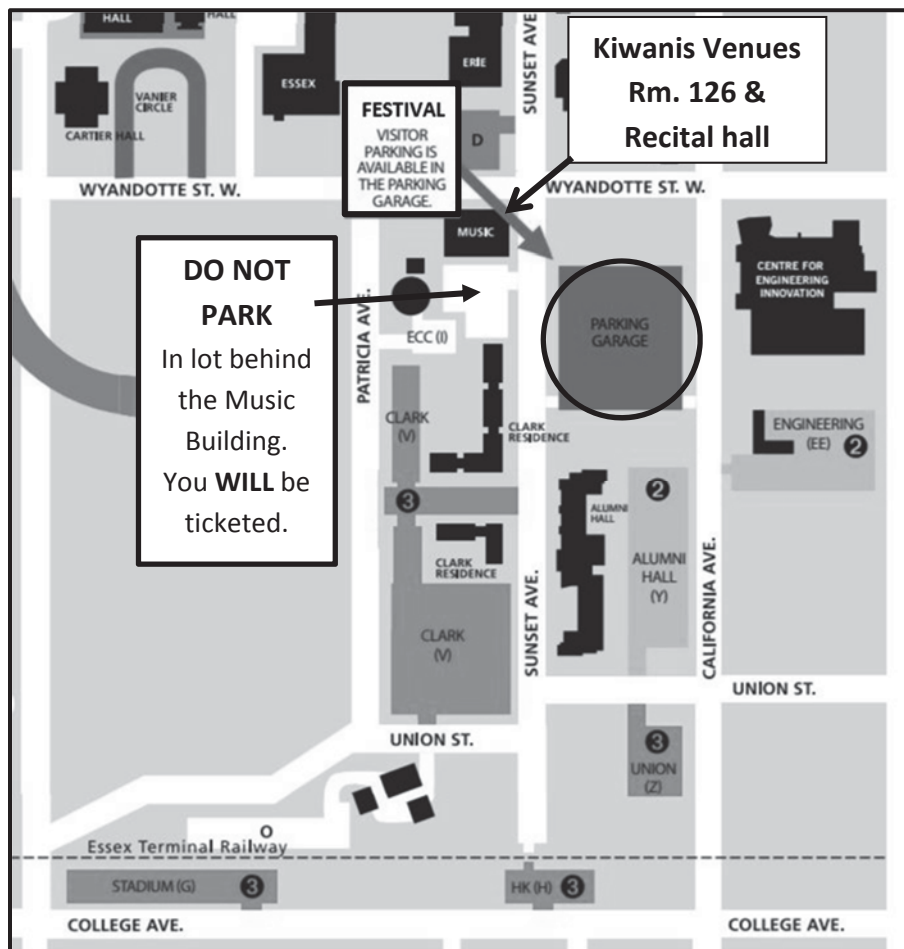 HALL
HALL
VANIER
CIRCLE
CARTIER HALL
ESSEX
ERIE
SUNSET AVE.
D
Kiwanis Venues
Rm. 126 &
Recital hall
FESTIVAL
VISITOR
PARKING IS
AVAILABLE IN
THE PARKING
GARAGE.
WYANDOTTE ST. W.
WYANDOTTE ST. W.
MUSIC
CENTRE FOR
ENGINEERING
INNOVATION
DO NOT
PARK
In lot behind
the Music
Building.
You WILL be
ticketed.
PATRICIA AVE.
ECC (I)
PARKING
GARAGE
CLARK
(V)
CLARK
RESIDENCE
ENGINEERING
(EE) 2
3
2
ALUMNI
HALL
CLARK
RESIDENCE
ALUMNI
HALL
(Y)
SUNSET AVE.
CALIFORNIA AVE.
CLARK
(V)
UNION ST.
UNION ST.
3
UNION
(Z)
O
Essex Terminal Railway
STADIUM (G) 3
HK (H) 3
COLLEGE AVE.
COLLEGE AVE.